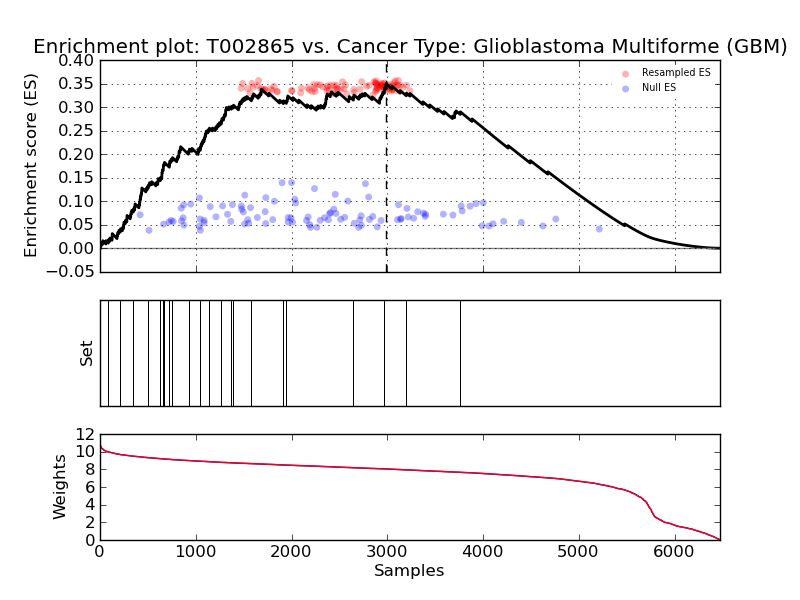 Enrichment plot: T002865 vs. Cancer Type: Glioblastoma Multiforme (GBM)
Enrichment score (ES)
0.40
0.35
0.30
0.25
0.20
0.15
0.10
0.05
0.00
−0.05
Resampled ES
Null ES
Set
Weights
12
10
8
6
4
2
0
0 1000 2000 3000 4000 5000 6000
Samples